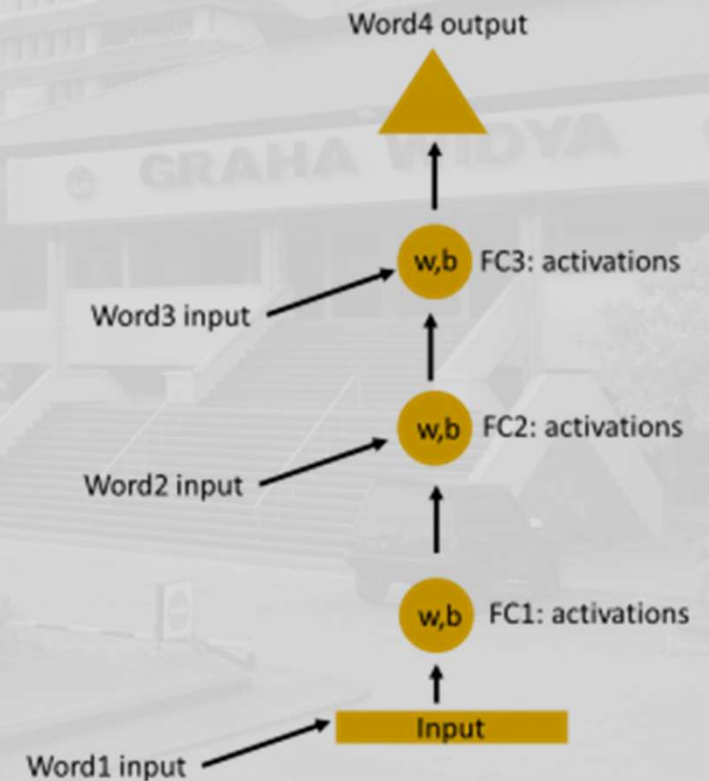 Word4 output
GRAHA WIDYA
w,b FC3: activations
Word3 input
w,b FC2: activations
Word2 input
w,b FC1: activations
Input
Word1 input